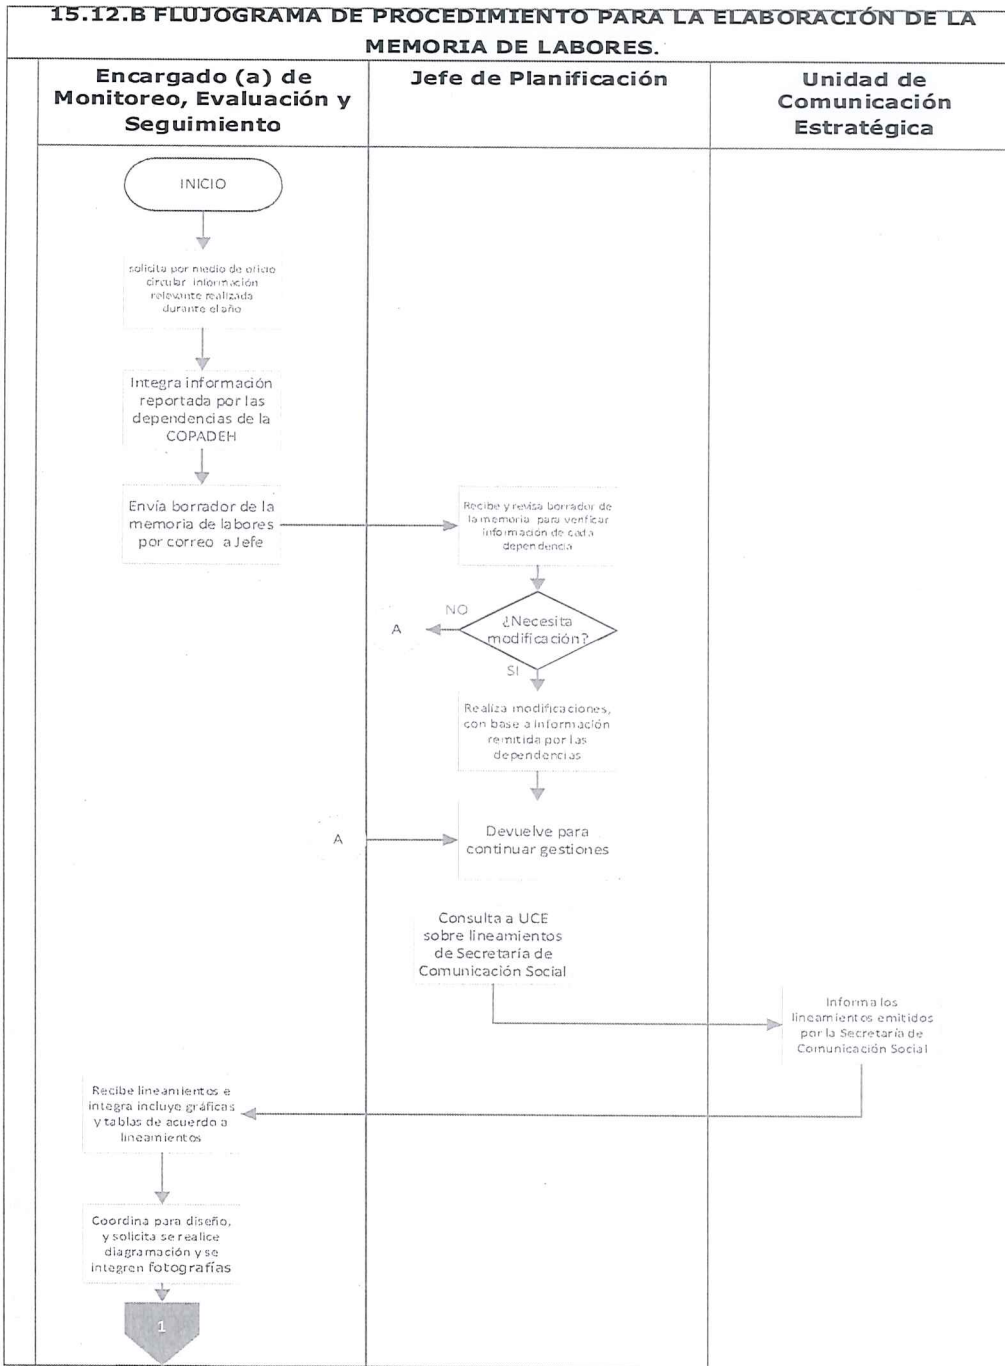 15.12.B FLUJOGRAMA DE PROCEDIMIENTO PARA LA ELABORACIÓN DE LA
MEMORIA DE LABORES.
Encargado (a) de
Monitoreo, Evaluación y
Seguimiento
Jefe de Planificación
Unidad de
Comunicación
Estratégica
INICIO
solicita por medio de oficio
circular información
relevante realizada
durante el año
Integra información
reportada por las
dependencias de la
COPADEH
Envía borrador de la
memoria de labores
por correo a Jefe
Recibe y revisa borrador de
la memoria para verificar
información de cada
dependencia
¿Necesita
modificación?
NO
A
SI
Realiza modificaciones,
con base a información
remitida por las
dependencias
A
Devuelve para
continuar gestiones
Consulta a UCE
sobre lineamientos
de Secretaría de
Comunicación Social
Informa los
lineamientos emitidos
por la Secretaría de
Comunicación Social
Recibe lineamientos e
integra incluye gráficas
y tablas de acuerdo a
lineamientos
Coordina para diseño,
y solicita se realice
diagramación y se
integren fotografías
1